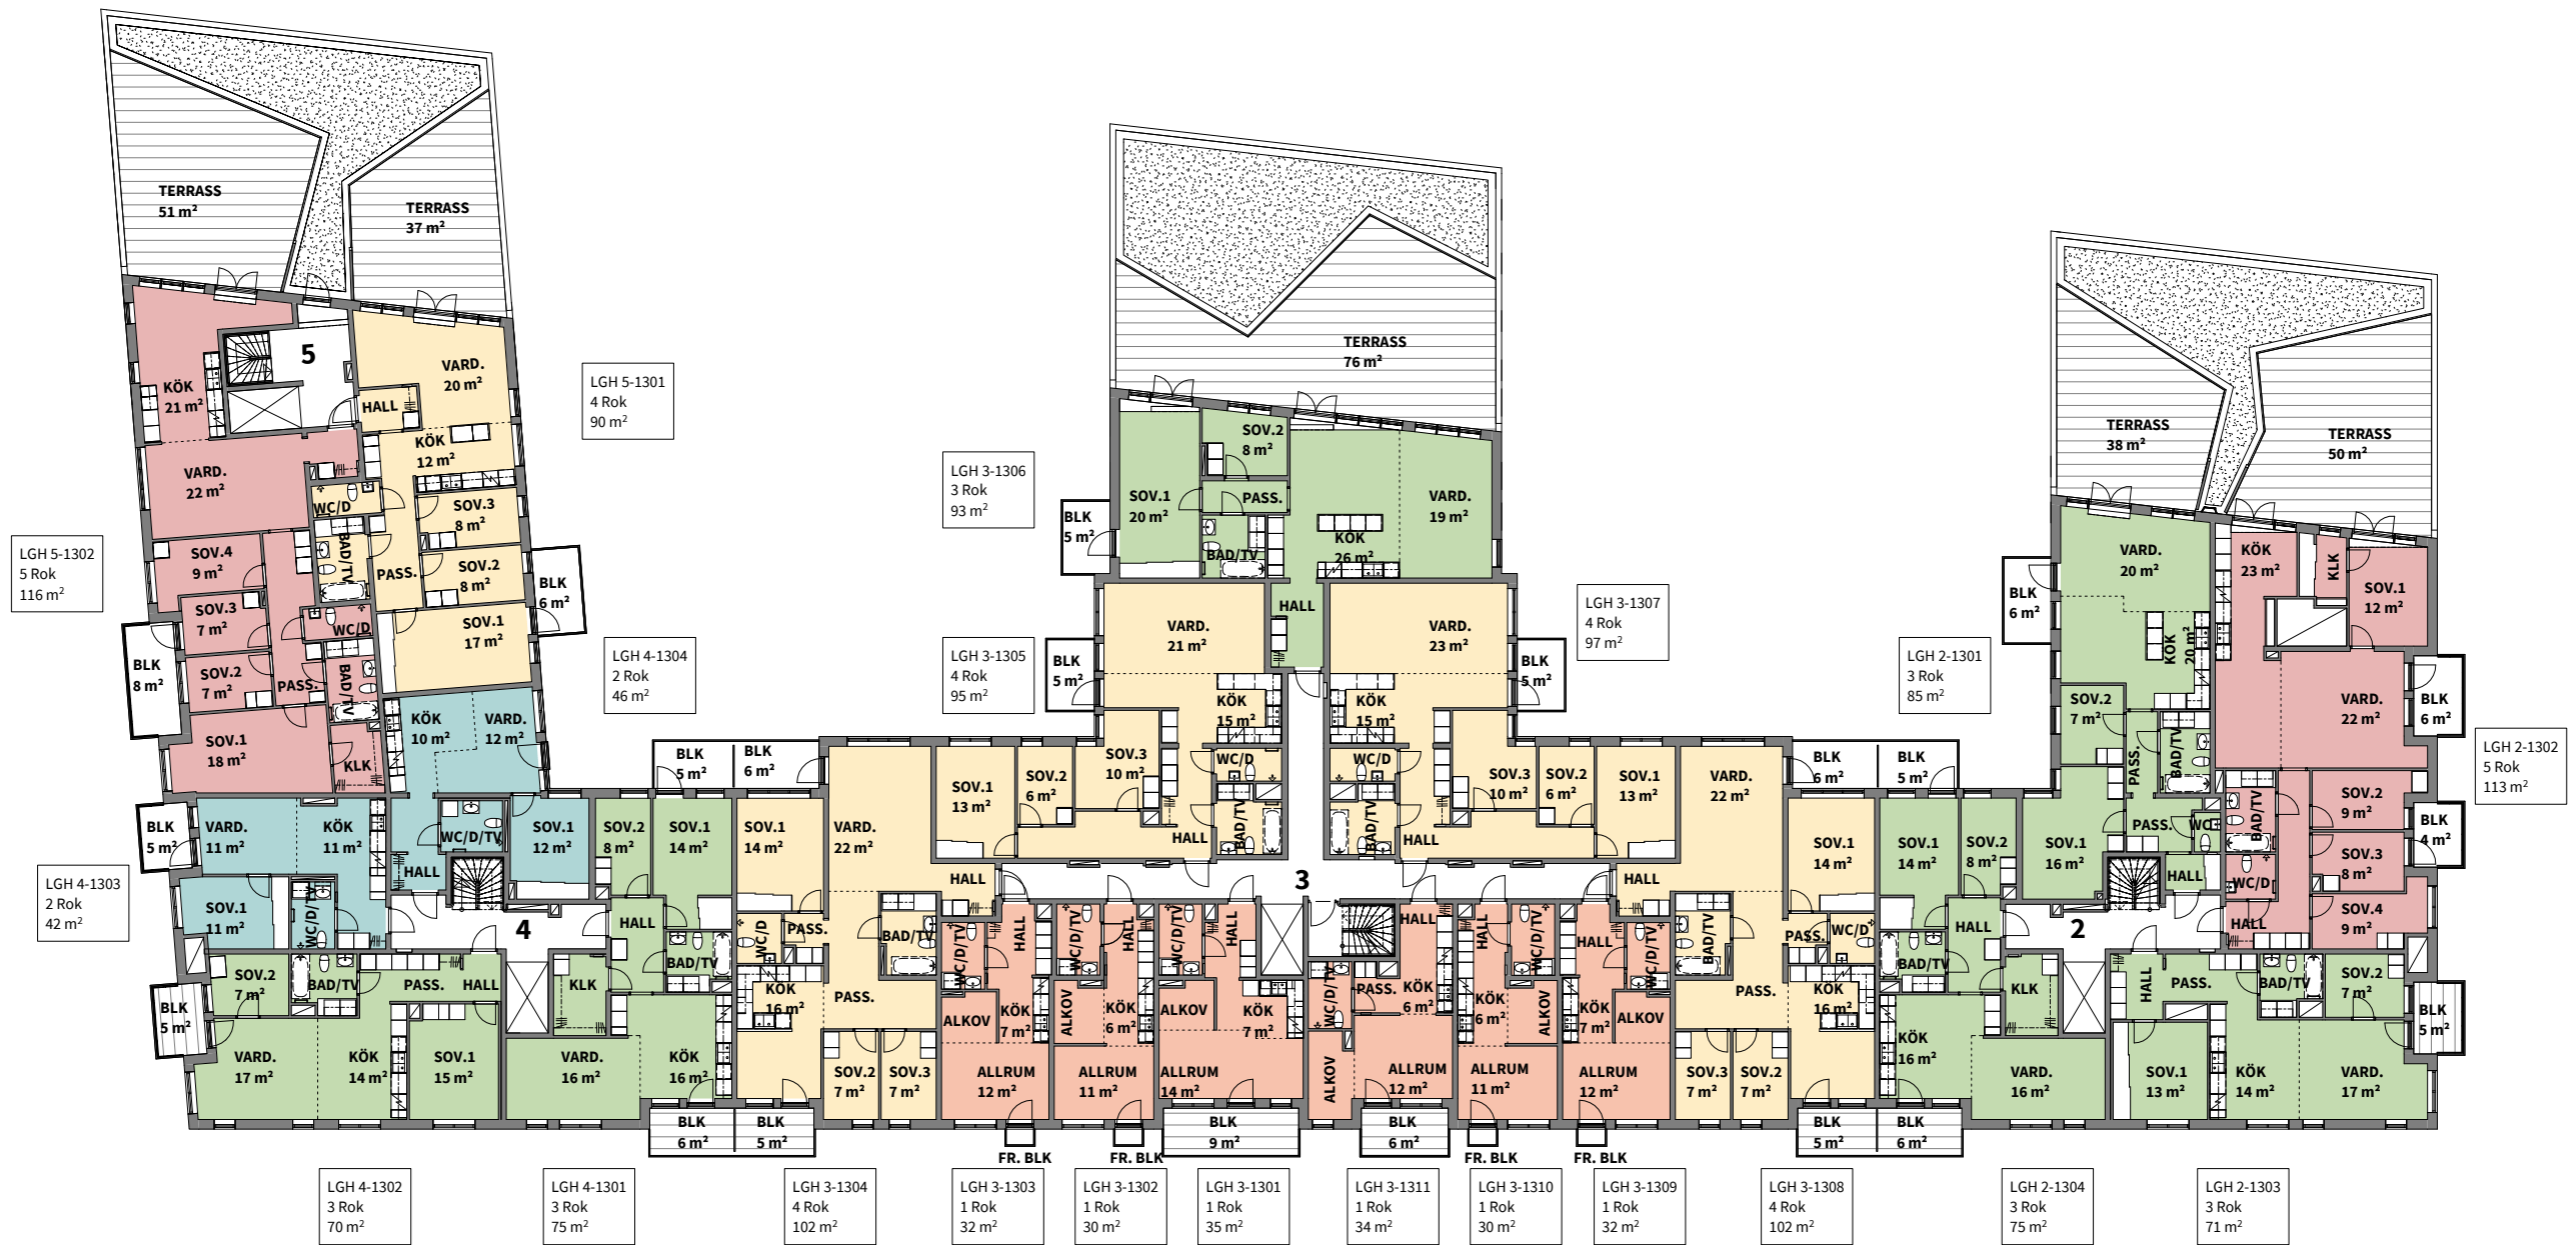 TERRASS
51 m²
TERRASS
37 m²
5
KÖK
21 m²
VARD.
20 m²
HALL
KÖK
12 m²
VARD.
22 m²
WC/D
SOV.3
8 m²
BAD/TV
PASS.
SOV.2
8 m²
SOV.4
9 m²
SOV.3
7 m²
WC/D
SOV.1
17 m²
BLK
6 m²
BLK
8 m²
SOV.2
7 m²
PASS.
BAD/TV
SOV.1
18 m²
KLK
LGH 5-1301
4 Rok
90 m²
LGH 5-1302
5 Rok
116 m²
LGH 4-1304
2 Rok
46 m²
KÖK
10 m²
VARD.
12 m²
BLK
5 m²
VARD.
11 m²
KÖK
11 m²
WC/D/TV
SOV.1
12 m²
HALL
LGH 4-1303
2 Rok
42 m²
SOV.1
11 m²
WC/D/TV
4
SOV.2
8 m²
SOV.1
14 m²
HALL
BAD/TV
BLK
5 m²
BLK
6 m²
BLK
5 m²
SOV.2
7 m²
BAD/TV
PASS.
HALL
KLK
VARD.
17 m²
KÖK
14 m²
SOV.1
15 m²
VARD.
16 m²
KÖK
16 m²
BLK
6 m²
BLK
5 m²
SOV.1
14 m²
VARD.
22 m²
HALL
WC/D
PASS.
BAD/TV
KÖK
16 m²
PASS.
SOV.2
7 m²
SOV.3
7 m²
TERRASS
76 m²
LGH 3-1306
3 Rok
93 m²
SOV.2
8 m²
SOV.1
20 m²
PASS.
VARD.
19 m²
BLK
5 m²
BAD/TV
KÖK
26 m²
HALL
LGH 3-1305
4 Rok
95 m²
BLK
5 m²
VARD.
21 m²
KÖK
15 m²
SOV.1
13 m²
SOV.2
6 m²
SOV.3
10 m²
WC/D
BAD/TV
HALL
LGH 3-1307
4 Rok
97 m²
VARD.
23 m²
BLK
5 m²
KÖK
15 m²
WC/D
SOV.3
10 m²
SOV.2
6 m²
SOV.1
13 m²
BAD/TV
HALL
3
WC/D/TV
HALL
ALKOV
KÖK
7 m²
ALLRUM
12 m²
FR. BLK
WC/D/TV
HALL
ALKOV
KÖK
6 m²
ALLRUM
11 m²
FR. BLK
WC/D/TV
HALL
ALKOV
KÖK
7 m²
ALLRUM
14 m²
BLK
9 m²
HALL
WC/D/TV
PASS.
KÖK
6 m²
ALKOV
ALLRUM
12 m²
BLK
6 m²
HALL
WC/D/TV
KÖK
6 m²
ALKOV
ALLRUM
11 m²
FR. BLK
HALL
WC/D/TV
KÖK
7 m²
ALKOV
ALLRUM
12 m²
FR. BLK
VARD.
22 m²
HALL
BAD/TV
SOV.1
14 m²
PASS.
WC/D
PASS.
KÖK
16 m²
SOV.3
7 m²
SOV.2
7 m²
BLK
6 m²
BLK
5 m²
BLK
5 m²
BLK
6 m²
SOV.1
14 m²
SOV.2
8 m²
HALL
BAD/TV
KLK
KÖK
16 m²
VARD.
16 m²
TERRASS
38 m²
TERRASS
50 m²
LGH 2-1301
3 Rok
85 m²
BLK
6 m²
VARD.
20 m²
KÖK
20 m²
SOV.2
7 m²
PASS.
BAD/TV
SOV.1
16 m²
PASS.
WC
HALL
2
KÖK
23 m²
KLK
SOV.1
12 m²
VARD.
22 m²
BLK
6 m²
LGH 2-1302
5 Rok
113 m²
BAD/TV
SOV.2
9 m²
BLK
4 m²
SOV.3
8 m²
WC/D
SOV.4
9 m²
HALL
HALL
PASS.
BAD/TV
SOV.2
7 m²
BLK
5 m²
SOV.1
13 m²
KÖK
14 m²
VARD.
17 m²
LGH 4-1302
3 Rok
70 m²
LGH 4-1301
3 Rok
75 m²
LGH 3-1304
4 Rok
102 m²
LGH 3-1303
1 Rok
32 m²
LGH 3-1302
1 Rok
30 m²
LGH 3-1301
1 Rok
35 m²
LGH 3-1311
1 Rok
34 m²
LGH 3-1310
1 Rok
30 m²
LGH 3-1309
1 Rok
32 m²
LGH 3-1308
4 Rok
102 m²
LGH 2-1304
3 Rok
75 m²
LGH 2-1303
3 Rok
71 m²